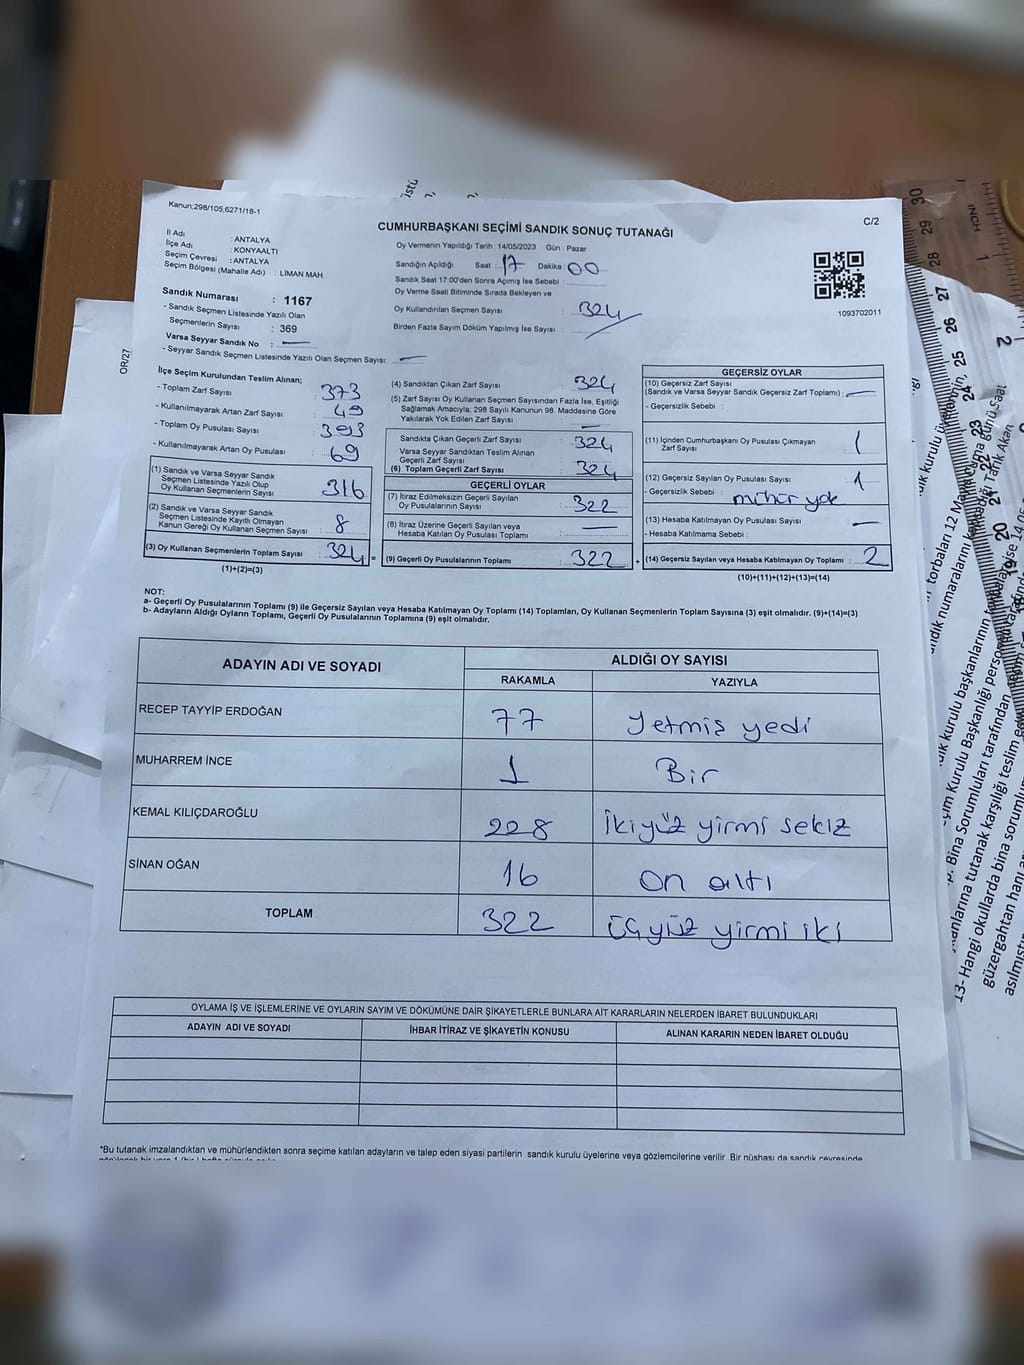 Kanun;298/105,6271/18-1
C/2
CUMHURBAŞKANI SEÇİMİ SANDIK SONUÇ TUTANAĞI
İl Adı : ANTALYA
İlçe Adı : KONYAALTI
Seçim Çevresi : ANTALYA
Seçim Bölgesi (Mahalle Adı) : LİMAN MAH.
Sandık Numarası : 1167
- Sandık Seçmen Listesinde Yazılı Olan
Seçmenlerin Sayısı : 369
Varsa Seyyar Sandık No : —
- Seyyar Sandık Seçmen Listesinde Yazılı Olan Seçmen Sayısı: —
Oy Vermenin Yapıldığı Tarih : 14/05/2023 Gün : Pazar
Sandığın Açıldığı Saat : 17 Dakika : 00
Sandık Saat 17:00'den Sonra Açımış İse Sebebi :
Oy Verme Saati Bitiminde Sırada Bekleyen ve
Oy Kullandırılan Seçmen Sayısı : 324
Birden Fazla Sayım Döküm Yapılmış İse Sayısı :
1093702011
OR/27
İlçe Seçim Kurulundan Teslim Alınan;
- Toplam Zarf Sayısı : 373
- Kullanılmayarak Artan Zarf Sayısı : 49
- Toplam Oy Pusulası Sayısı : 393
- Kullanılmayarak Artan Oy Pusulası : 69
(1) Sandık ve Varsa Seyyar Sandık
Seçmen Listesinde Yazılı Olup
Oy Kullanan Seçmenlerin Sayısı : 316
(2) Sandık ve Varsa Seyyar Sandık
Seçmen Listesinde Kayıtlı Olmayan
Kanun Gereği Oy Kullanan Seçmen Sayısı : 8
(3) Oy Kullanan Seçmenlerin Toplam Sayısı : 324 =
(1)+(2)=(3)
(4) Sandıktan Çıkan Zarf Sayısı : 324
(5) Zarf Sayısı Oy Kullanan Seçmen Sayısından Fazla İse, Eşitliği
Sağlamak Amacıyla; 298 Sayılı Kanunun 98. Maddesine Göre
Yakılarak Yok Edilen Zarf Sayısı : —
Sandıkta Çıkan Geçerli Zarf Sayısı : 324
Varsa Seyyar Sandıktan Teslim Alınan
Geçerli Zarf Sayısı
(6) Toplam Geçerli Zarf Sayısı : 324
GEÇERLİ OYLAR
(7) İtiraz Edilmeksizin Geçerli Sayılan
Oy Pusulalarının Sayısı : 322
(8) İtiraz Üzerine Geçerli Sayılan veya
Hesaba Katılan Oy Pusulası Toplamı : —
(9) Geçerli Oy Pusulalarının Toplamı : 322 +
GEÇERSİZ OYLAR
(10) Geçersiz Zarf Sayısı
(Sandık ve Varsa Seyyar Sandık Geçersiz Zarf Toplamı) : —
- Geçersizlik Sebebi :
(11) İçinden Cumhurbaşkanı Oy Pusulası Çıkmayan
Zarf Sayısı : 1
(12) Geçersiz Sayılan Oy Pusulası Sayısı : 1
- Geçersizlik Sebebi : mühür yok
(13) Hesaba Katılmayan Oy Pusulası Sayısı : —
- Hesaba Katılmama Sebebi :
(14) Geçersiz Sayılan veya Hesaba Katılmayan Oy Toplamı : 2
(10)+(11)+(12)+(13)=(14)
NOT:
a- Geçerli Oy Pusulalarının Toplamı (9) ile Geçersiz Sayılan veya Hesaba Katılmayan Oy Toplamı (14) Toplamları, Oy Kullanan Seçmenlerin Toplam Sayısına (3) eşit olmalıdır. (9)+(14)=(3)
b- Adayların Aldığı Oyların Toplamı, Geçerli Oy Pusulalarının Toplamına (9) eşit olmalıdır.
ADAYIN ADI VE SOYADI ALDIĞI OY SAYISI
RAKAMLA YAZIYLA
RECEP TAYYİP ERDOĞAN 77 Yetmiş yedi
MUHARREM İNCE 1 Bir
KEMAL KILIÇDAROĞLU 228 İkiyüz yirmi sekiz
SİNAN OĞAN 16 On altı
TOPLAM 322 üçyüz yirmi iki
OYLAMA İŞ VE İŞLEMLERİNE VE OYLARIN SAYIM VE DÖKÜMÜNE DAİR ŞİKAYETLERLE BUNLARA AİT KARARLARIN NELERDEN İBARET BULUNDUKLARI
ADAYIN ADI VE SOYADI İHBAR İTİRAZ VE ŞİKAYETİN KONUSU ALINAN KARARIN NEDEN İBARET OLDUĞU
*Bu tutanak imzalandıktan ve mühürlendikten sonra seçime katılan adayların ve talep eden siyasi partilerin sandık kurulu üyelerine veya gözlemcilerine verilir. Bir nüshası da sandık çevresinde